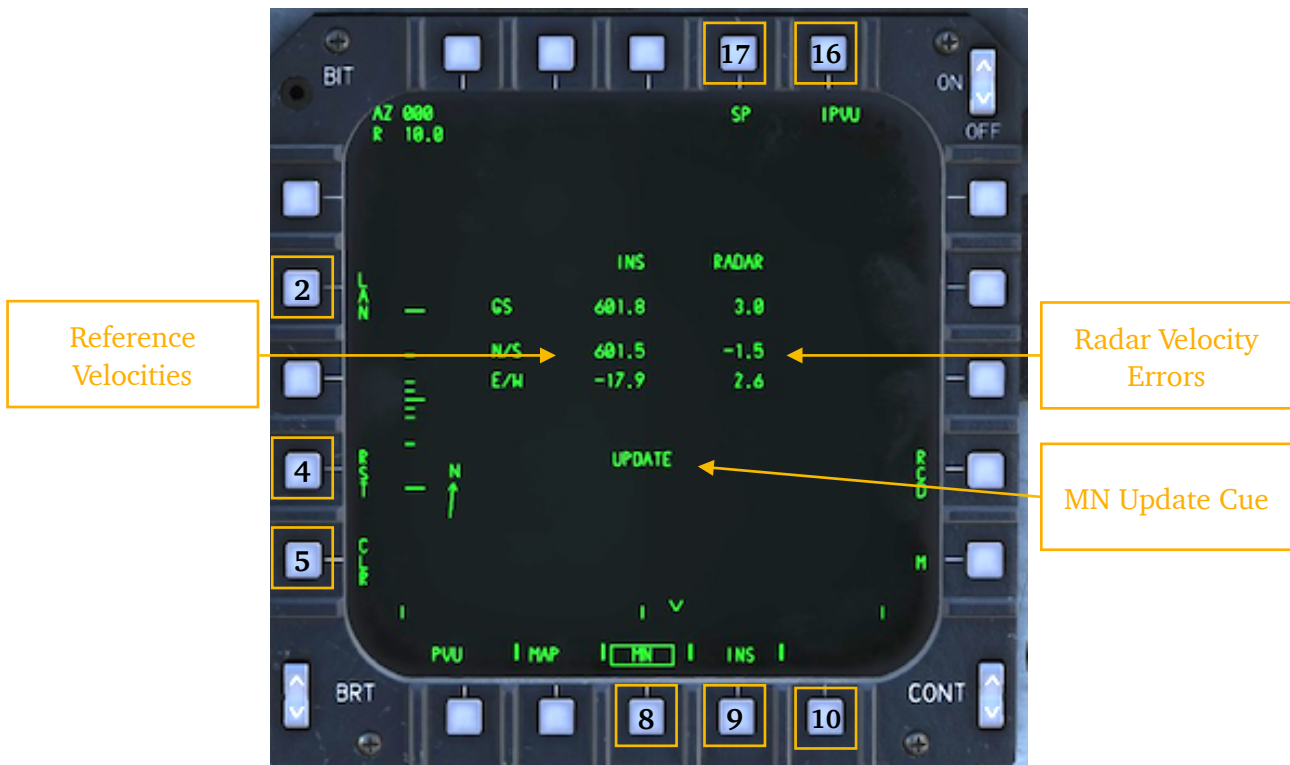 17 16
BIT
ON
OFF
AZ 000
R 10.0
SP IPVU
2
LAN
INS RADAR
GS 601.8 3.0
Reference
Velocities
N/S 601.5 -1.5
E/W -17.9 2.6
Radar Velocity
Errors
4
RST
N
UPDATE
RCD
MN Update Cue
5
CLR
M
PVU MAP MN INS
BRT
CONT
8 9 10